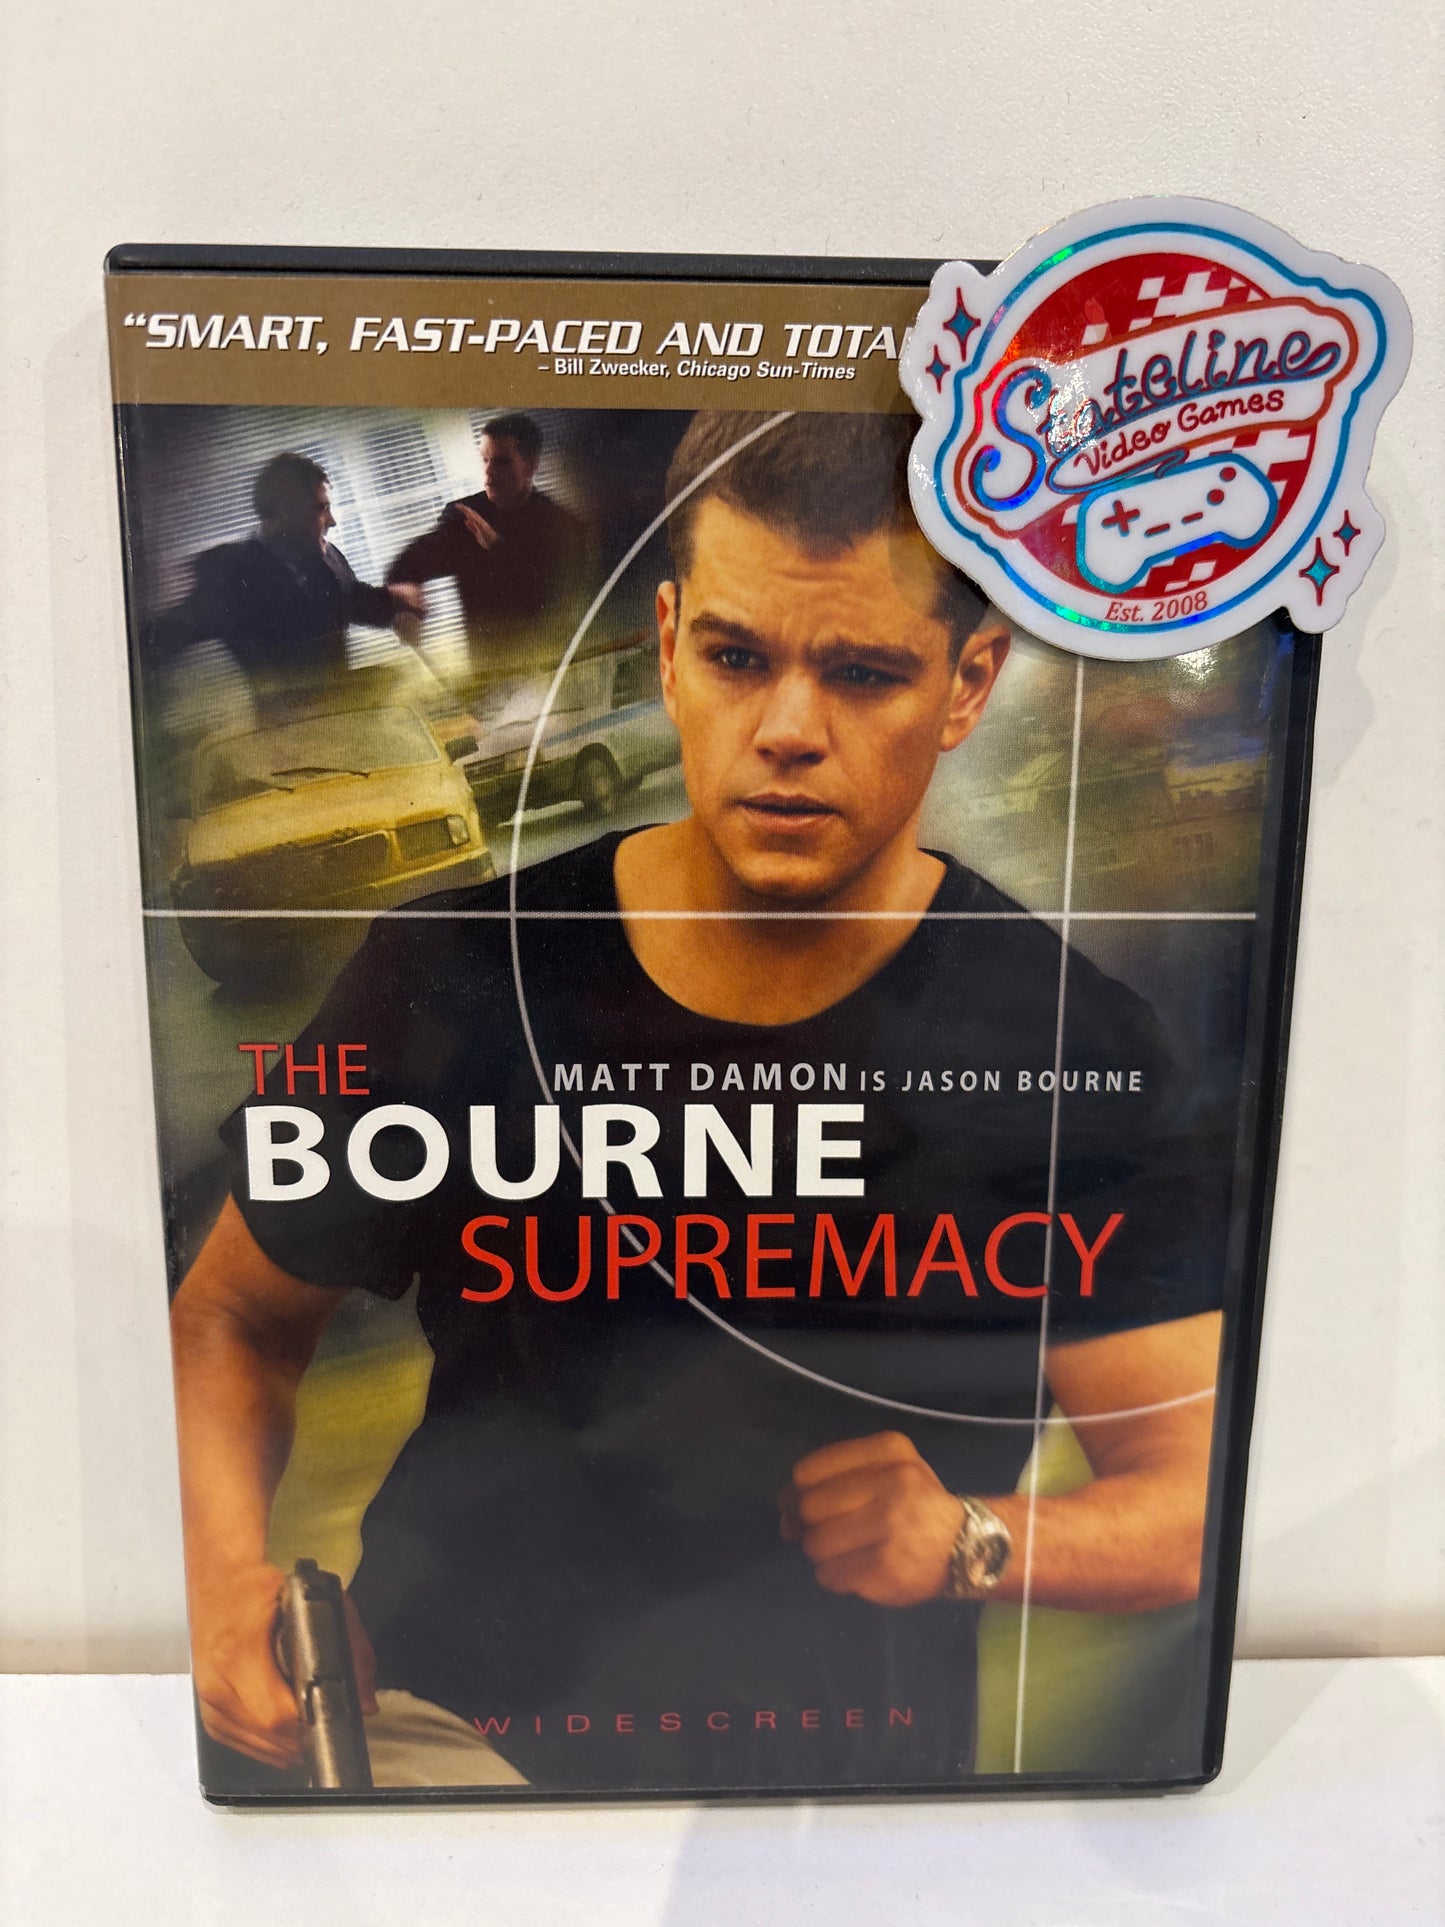 “SMART, FAST-PACED AND
– Bill Zwecker, Chicago Sun-Times
Stateline
Video Games
Est. 2008
THE
MATT DAMON IS JASON BOURNE
BOURNE
SUPREMACY
WIDESCREEN